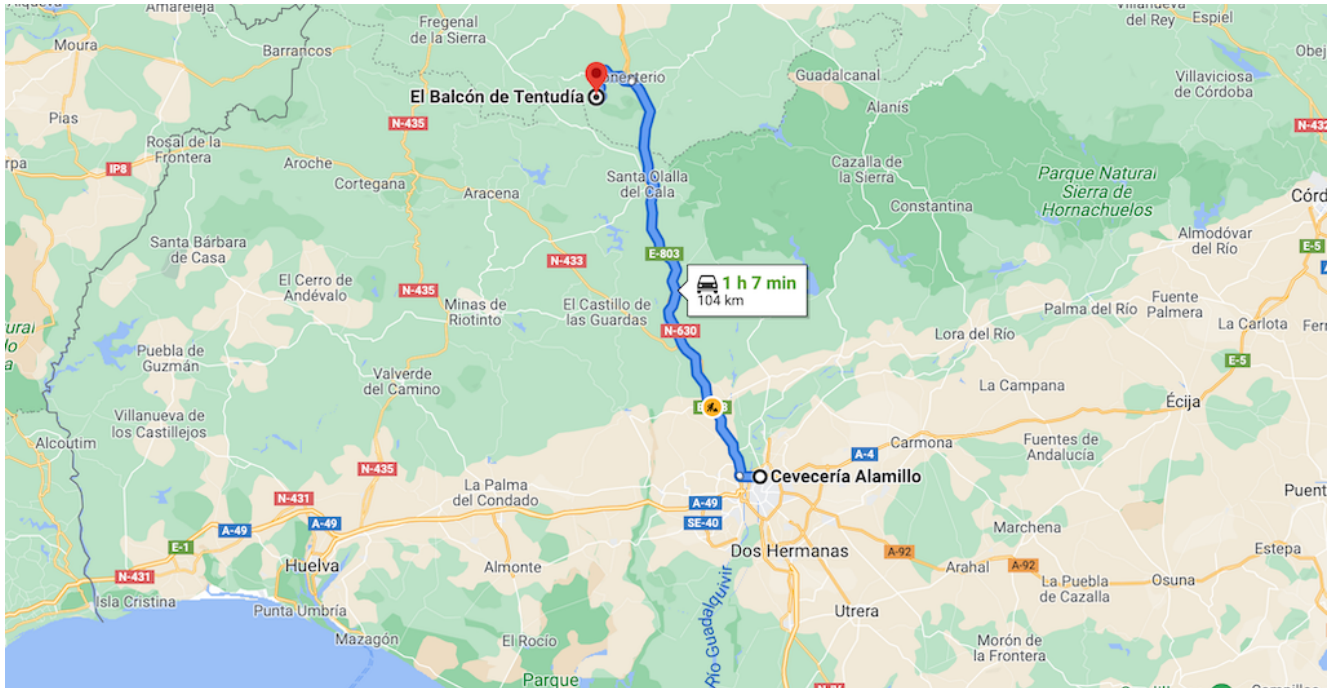 Amareleja
Fregenal
de la Sierra
Villanueva
del Rey
Espiel
Moura
Barrancos
Monesterio
Guadalcanal
Villaviciosa
de Córdoba
El Balcón de Tentudía
Alanís
Pias
N-435
N-432
Rosal de la
Frontera
IP8
Aroche
Cortegana
Aracena
Santa Olalla
del Cala
Cazalla de
la Sierra
Constantina
Parque Natural
Sierra de
Hornachuelos
Almodóvar
del Río
E-5
Santa Bárbara
de Casa
E-803
N-433
El Cerro de
Andévalo
N-435
Minas de
Riotinto
El Castillo de
las Guardas
1 h 7 min
104 km
N-630
Palma del Río
Fuente
Palmera
La Carlota
Lora del Río
E-5
Puebla de
Guzmán
Valverde
del Camino
La Campana
Écija
Villanueva de
los Castillejos
Alcoutim
Carmona
Fuentes de
Andalucía
A-4
N-435
Cevecería Alamillo
La Palma
del Condado
N-431
A-49
A-49
A-49
SE-40
Marchena
E-1
Huelva
Dos Hermanas
A-92
Estepa
N-431
Almonte
Arahal
A-92
La Puebla
de Cazalla
Osuna
Isla Cristina
Punta Umbría
Río Guadalquivir
Utrera
Mazagón
El Rocío
Morón de
la Frontera
Parque